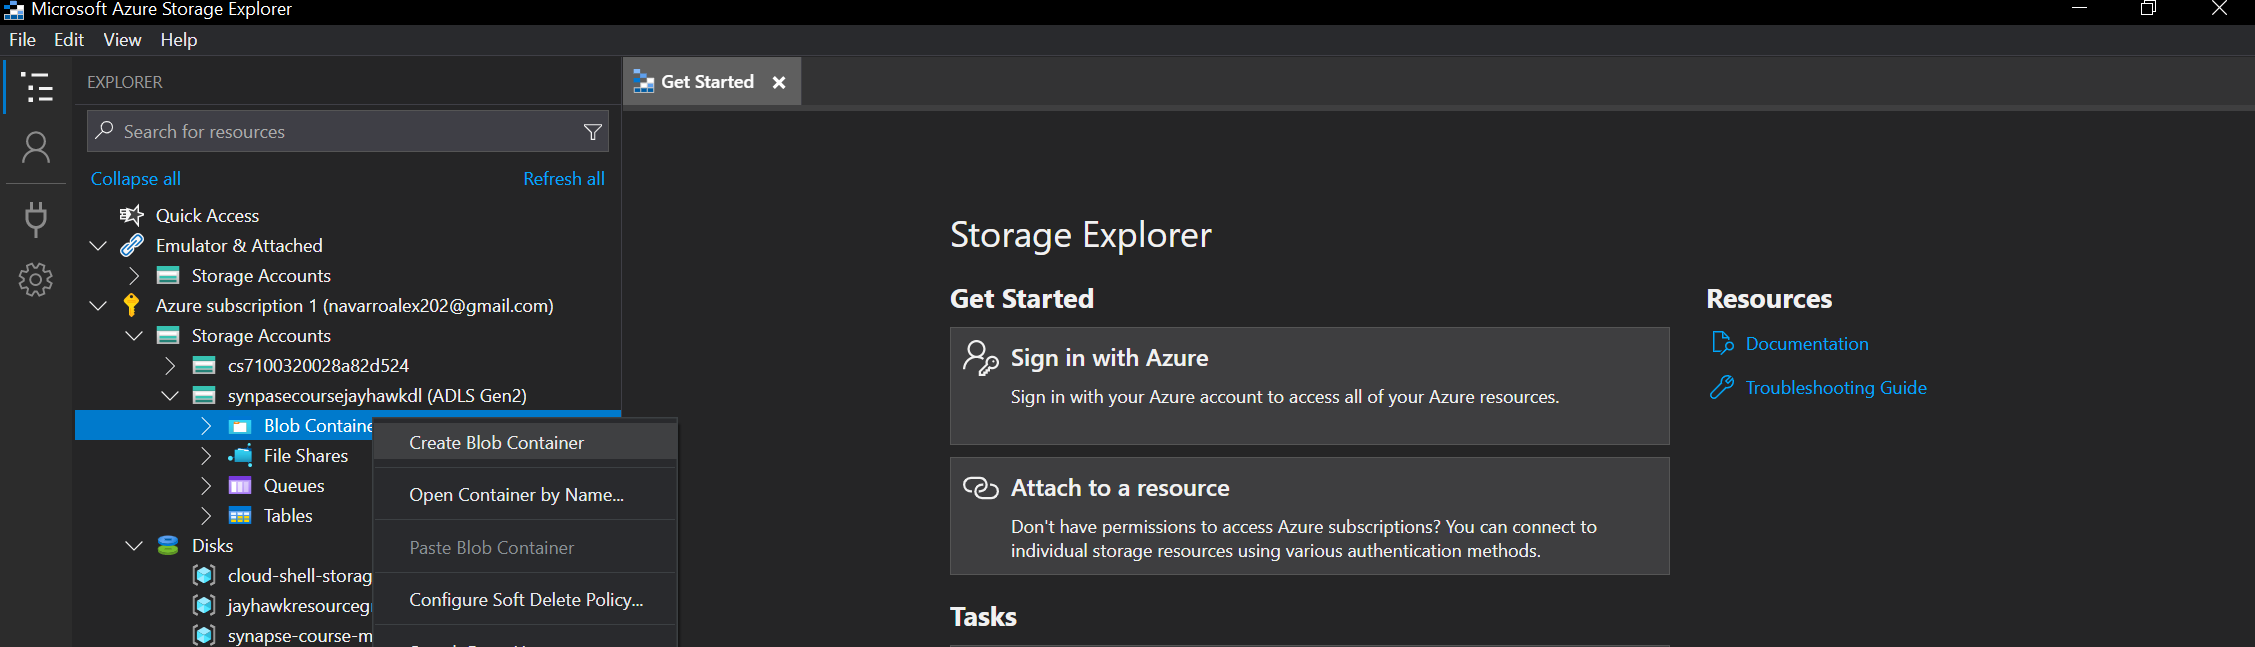 Microsoft Azure Storage Explorer
File Edit View Help
EXPLORER
Search for resources
Collapse all Refresh all
Quick Access
Emulator & Attached
Storage Accounts
Azure subscription 1 (navarroalex202@gmail.com)
Storage Accounts
cs7100320028a82d524
synpasecoursejayhawkdl (ADLS Gen2)
Blob Containe
File Shares
Queues
Tables
Disks
cloud-shell-storag
jayhawkresourcegr
synapse-course-m
Create Blob Container
Open Container by Name...
Paste Blob Container
Configure Soft Delete Policy...
Get Started
Storage Explorer
Get Started
Sign in with Azure
Sign in with your Azure account to access all of your Azure resources.
Attach to a resource
Don't have permissions to access Azure subscriptions? You can connect to
individual storage resources using various authentication methods.
Tasks
Resources
Documentation
Troubleshooting Guide